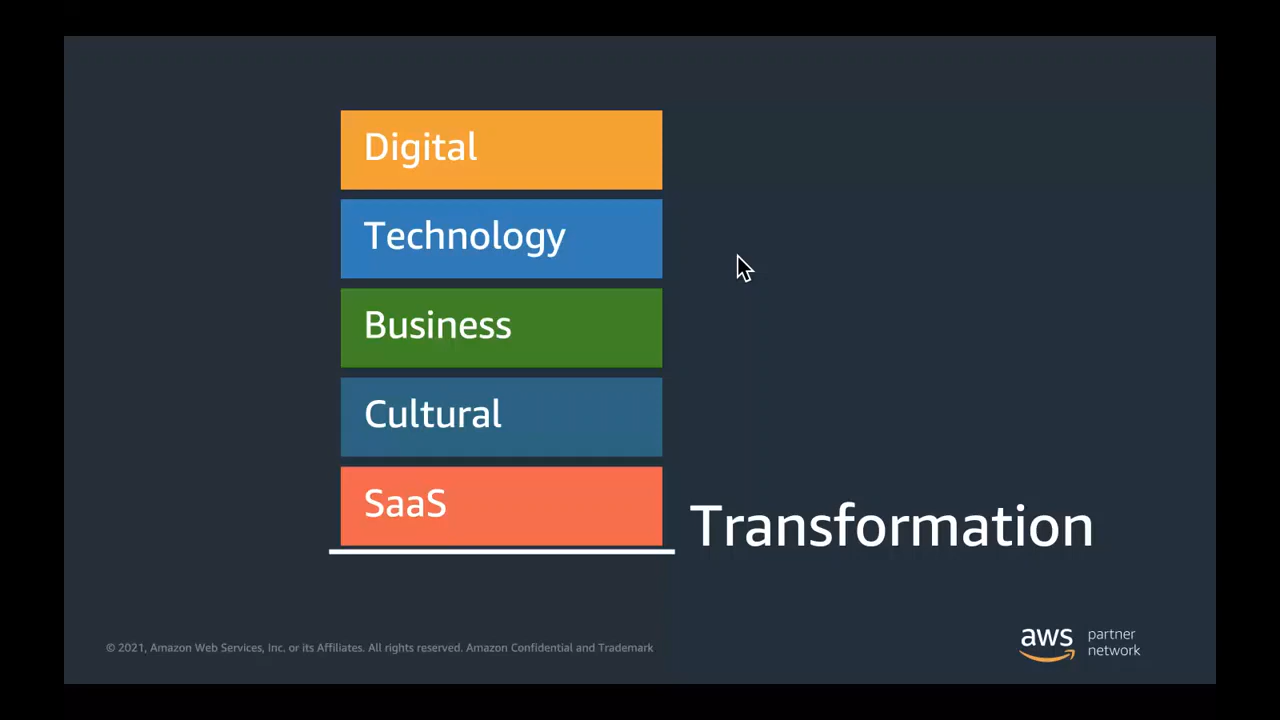 Digital
Technology
Business
Cultural
SaaS
Transformation
© 2021, Amazon Web Services, Inc. or its Affiliates. All rights reserved. Amazon Confidential and Trademark
aws
partner
network